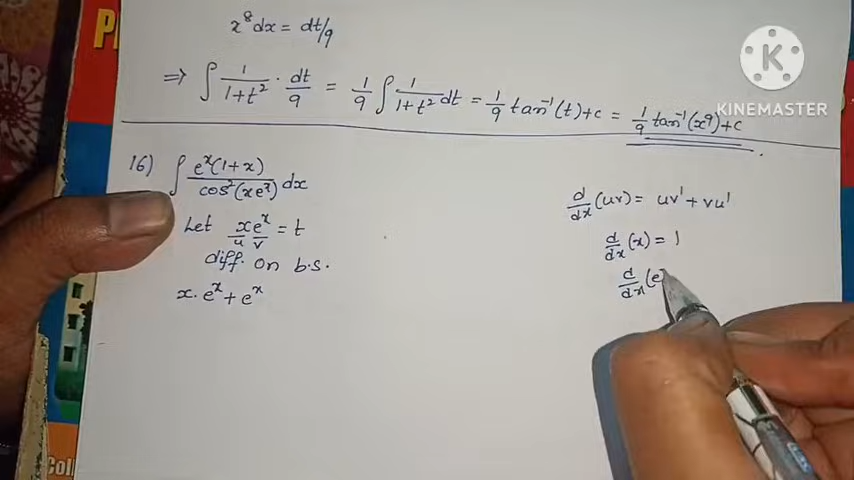 x⁸dx = dt/9
⇒ ∫ 1/(1+t²) · dt/9 = 1/9 ∫ 1/(1+t²) dt = 1/9 tan⁻¹(t)+c = 1/9 tan⁻¹(x⁹)+c
KINEMASTER
16) ∫ eˣ(1+x)/cos²(xeˣ) dx
d/dx (uv) = uv' + vu'
Let xeˣ = t
u v
d/dx (x) = 1
diff. on b.s.
d/dx (e
x·eˣ + eˣ